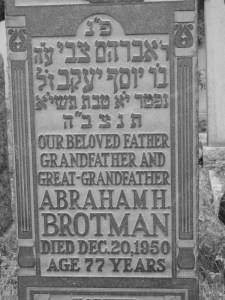 פ״נ
ר׳ אברהם צבי ע״ה
בן יוסף יעקב ז״ל
נפטר י״א טבת תשי״א
ת נ צ ב ״ ה
OUR BELOVED FATHER
GRANDFATHER AND
GREAT-GRANDFATHER
ABRAHAM H.
BROTMAN
DIED DEC. 20, 1950
AGE 77 YEARS